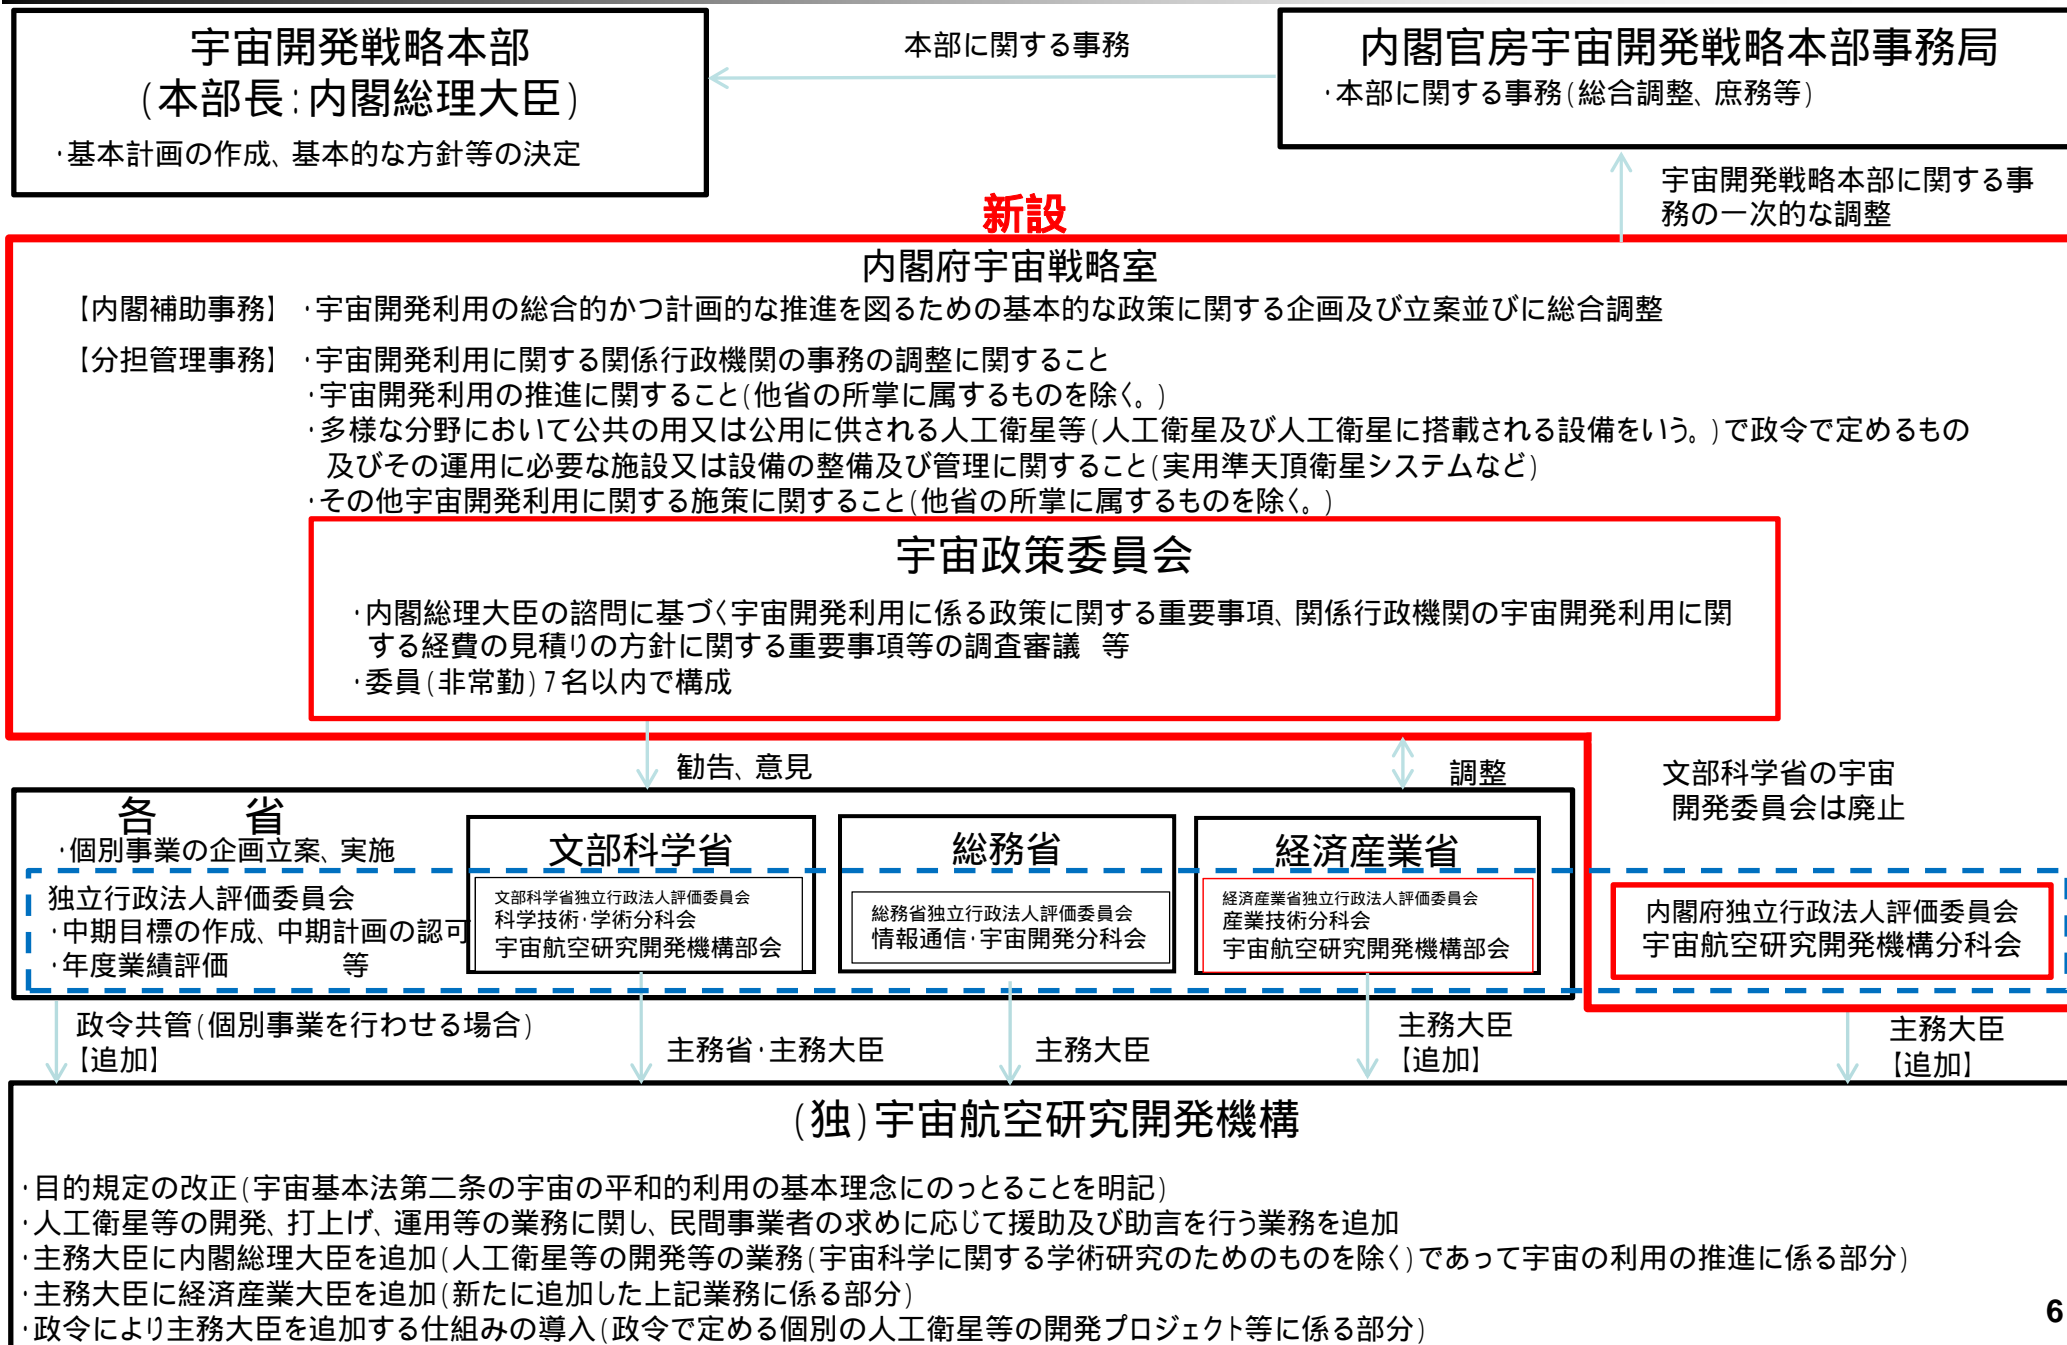 宇宙開発戦略本部
(本部長:内閣総理大臣)
・基本計画の作成、基本的な方針等の決定
本部に関する事務
内閣官房宇宙開発戦略本部事務局
・本部に関する事務(総合調整、庶務等)
宇宙開発戦略本部に関する事
務の一次的な調整
新設
内閣府宇宙戦略室
【内閣補助事務】 ・宇宙開発利用の総合的かつ計画的な推進を図るための基本的な政策に関する企画及び立案並びに総合調整
【分担管理事務】 ・宇宙開発利用に関する関係行政機関の事務の調整に関すること
・宇宙開発利用の推進に関すること(他省の所掌に属するものを除く。)
・多様な分野において公共の用又は公用に供される人工衛星等(人工衛星及び人工衛星に搭載される設備をいう。)で政令で定めるもの
及びその運用に必要な施設又は設備の整備及び管理に関すること(実用準天頂衛星システムなど)
・その他宇宙開発利用に関する施策に関すること(他省の所掌に属するものを除く。)
宇宙政策委員会
・内閣総理大臣の諮問に基づく宇宙開発利用に係る政策に関する重要事項、関係行政機関の宇宙開発利用に関
する経費の見積りの方針に関する重要事項等の調査審議 等
・委員(非常勤)7名以内で構成
勧告、意見
調整
文部科学省の宇宙
開発委員会は廃止
各 省
・個別事業の企画立案、実施
独立行政法人評価委員会
・中期目標の作成、中期計画の認可
・年度業績評価 等
文部科学省
文部科学省独立行政法人評価委員会
科学技術・学術分科会
宇宙航空研究開発機構部会
総務省
総務省独立行政法人評価委員会
情報通信・宇宙開発分科会
経済産業省
経済産業省独立行政法人評価委員会
産業技術分科会
宇宙航空研究開発機構部会
内閣府独立行政法人評価委員会
宇宙航空研究開発機構分科会
政令共管(個別事業を行わせる場合)
【追加】
主務省・主務大臣
主務大臣
主務大臣
【追加】
主務大臣
【追加】
(独)宇宙航空研究開発機構
・目的規定の改正(宇宙基本法第二条の宇宙の平和的利用の基本理念にのっとることを明記)
・人工衛星等の開発、打上げ、運用等の業務に関し、民間事業者の求めに応じて援助及び助言を行う業務を追加
・主務大臣に内閣総理大臣を追加(人工衛星等の開発等の業務(宇宙科学に関する学術研究のためのものを除く)であって宇宙の利用の推進に係る部分)
・主務大臣に経済産業大臣を追加(新たに追加した上記業務に係る部分)
・政令により主務大臣を追加する仕組みの導入(政令で定める個別の人工衛星等の開発プロジェクト等に係る部分)
6